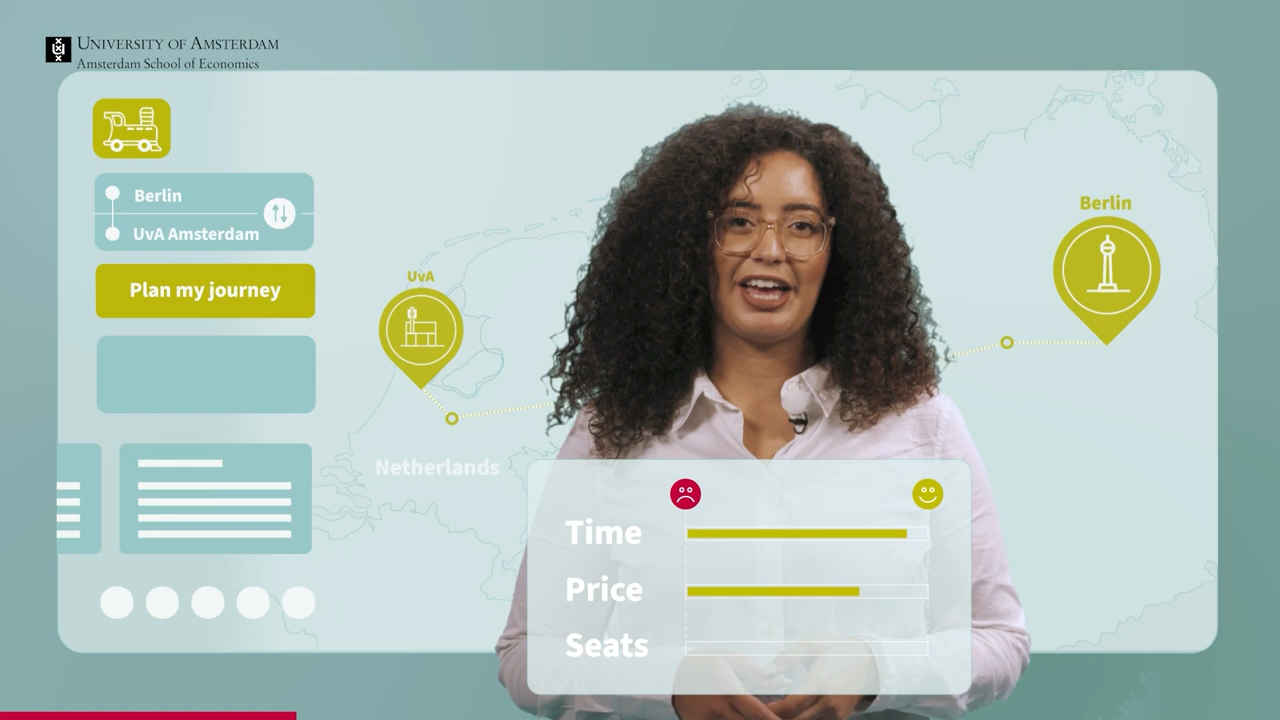 UNIVERSITY OF AMSTERDAM
Amsterdam School of Economics
Berlin
UvA Amsterdam
Plan my journey
UvA
Netherlands
Berlin
Time
Price
Seats